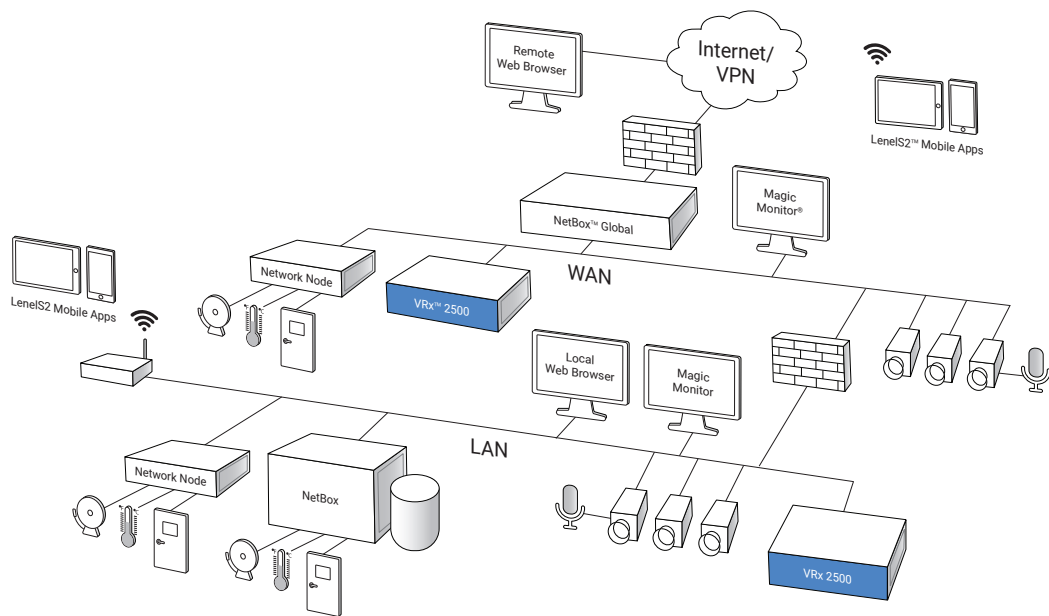 Remote
Web Browser
Internet/
VPN
LenelS2™ Mobile Apps
Magic
Monitor®
NetBox™ Global
Network Node
WAN
VRx™ 2500
LenelS2 Mobile Apps
Local
Web Browser
Magic
Monitor
LAN
Network Node
NetBox
VRx 2500